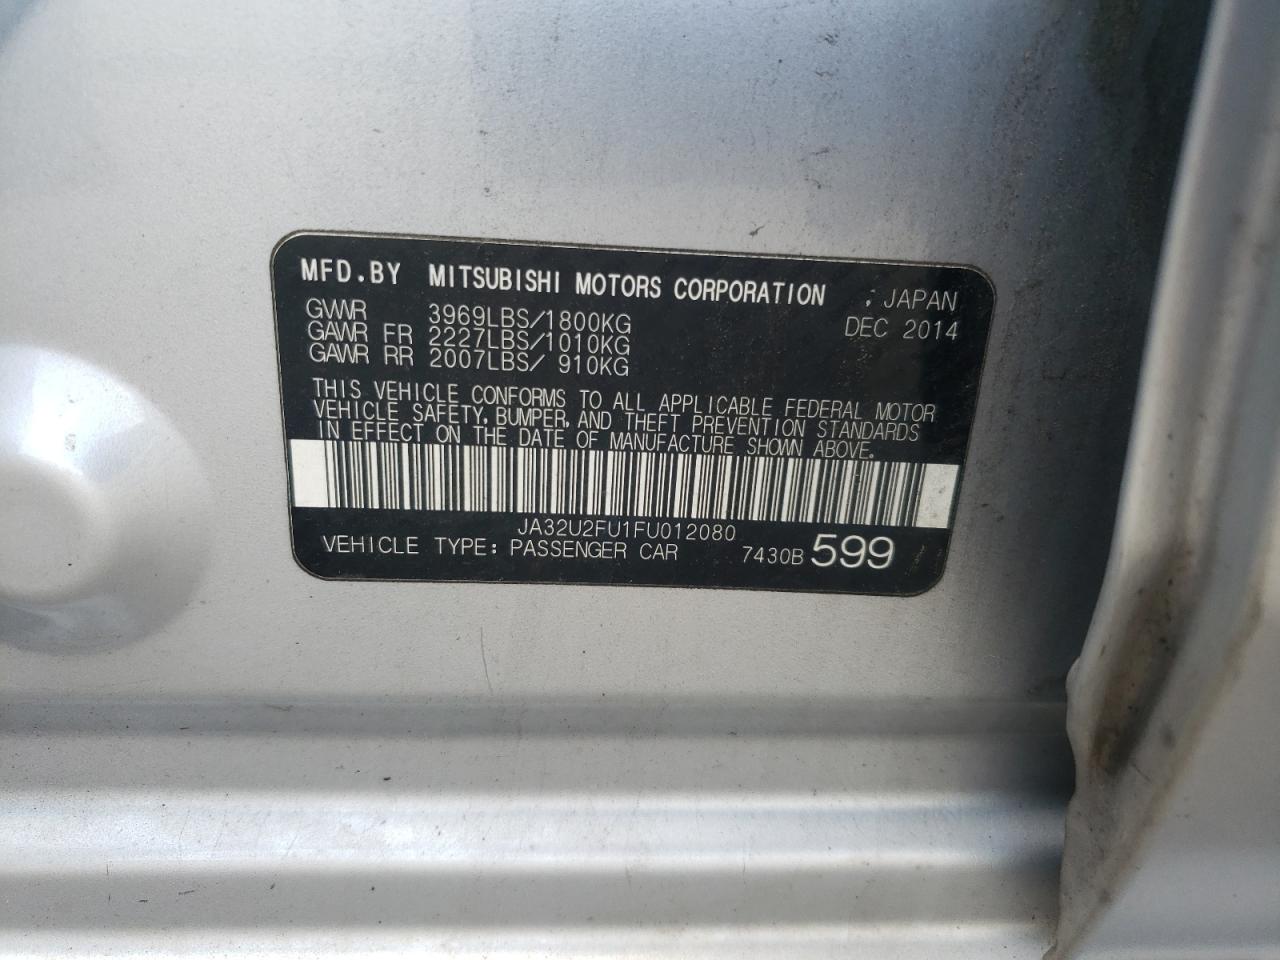 MFD.BY MITSUBISHI MOTORS CORPORATION ; JAPAN
GVWR 3969LBS/1800KG DEC 2014
GAWR FR 2227LBS/1010KG
GAWR RR 2007LBS/ 910KG
THIS VEHICLE CONFORMS TO ALL APPLICABLE FEDERAL MOTOR
VEHICLE SAFETY, BUMPER, AND THEFT PREVENTION STANDARDS
IN EFFECT ON THE DATE OF MANUFACTURE SHOWN ABOVE.
JA32U2FU1FU012080
VEHICLE TYPE: PASSENGER CAR 7430B 599